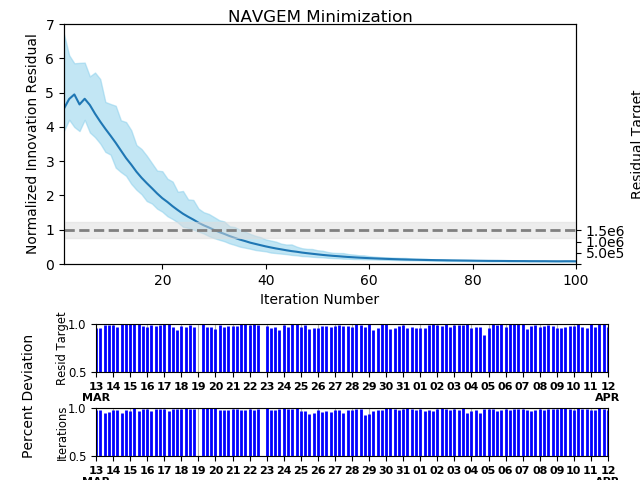 NAVGEM Minimization
7
6
5
4
3
2
1
0
Normalized Innovation Residual
1.5e6
1.0e6
5.0e5
Residual Target
20 40 60 80 100
Iteration Number
Percent Deviation
Resid Target
1.0
0.5
13 14 15 16 17 18 19 20 21 22 23 24 25 26 27 28 29 30 31 01 02 03 04 05 06 07 08 09 10 11 12
MAR APR
Iterations
1.0
0.5
13 14 15 16 17 18 19 20 21 22 23 24 25 26 27 28 29 30 31 01 02 03 04 05 06 07 08 09 10 11 12
MAR APR